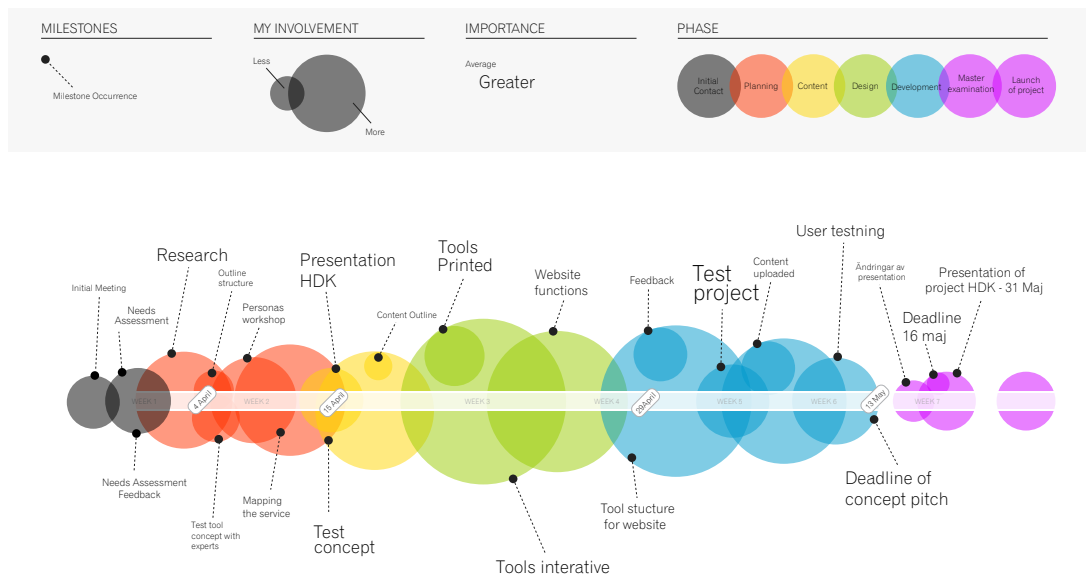 MILESTONES
MY INVOLVEMENT
IMPORTANCE
PHASE
Milestone Occurrence
Less
More
Average
Greater
Initial
Contact
Planning
Content
Design
Development
Master
examination
Launch
of project
Initial Meeting
Needs
Assessment
Research
Outline
structure
Personas
workshop
Presentation
HDK
Content Outline
Tools
Printed
Website
functions
Feedback
Test
project
Content
uploaded
User testning
Ändringar av
presentation
Deadline
16 maj
Presentation of
project HDK - 31 Maj
WEEK 1
4 April
WEEK 2
15 April
WEEK 3
WEEK 4
29April
WEEK 5
WEEK 6
13 May
WEEK 7
Needs Assessment
Feedback
Test tool
concept with
experts
Mapping
the service
Test
concept
Tools interative
Tool stucture
for website
Deadline of
concept pitch